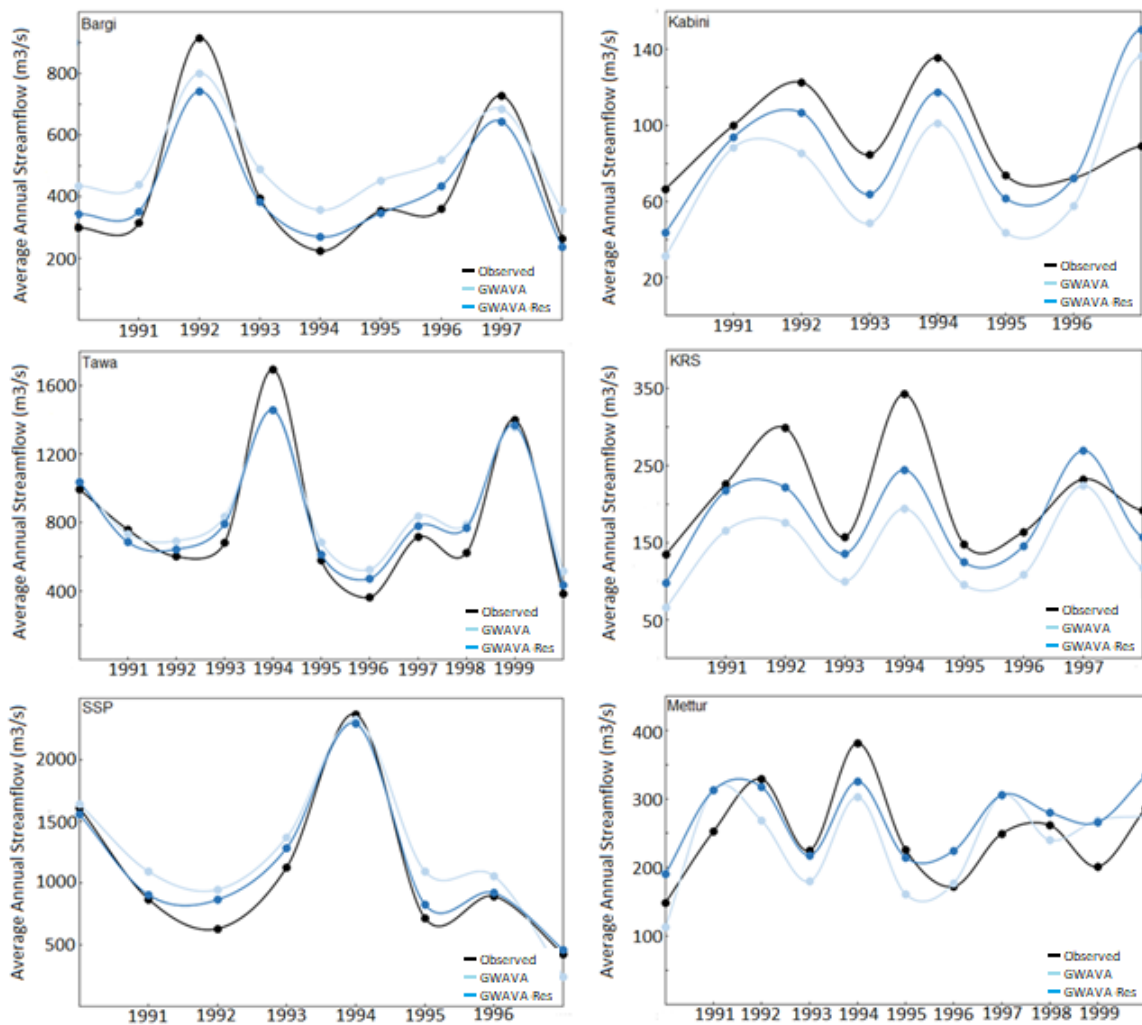 Bargi
Average Annual Streamflow (m3/s)
800
600
400
200
Observed
GWAVA
GWAVA-Res
1991 1992 1993 1994 1995 1996 1997
Kabini
Average Annual Streamflow (m3/s)
140
100
60
20
Observed
GWAVA
GWAVA-Res
1991 1992 1993 1994 1995 1996
Tawa
Average Annual Streamflow (m3/s)
1600
1200
800
400
Observed
GWAVA
GWAVA-Res
1991 1992 1993 1994 1995 1996 1997 1998 1999
KRS
Average Annual Streamflow (m3/s)
350
250
150
50
Observed
GWAVA
GWAVA-Res
1991 1992 1993 1994 1995 1996 1997
SSP
Average Annual Streamflow (m3/s)
2000
1500
1000
500
Observed
GWAVA
GWAVA-Res
1991 1992 1993 1994 1995 1996
Mettur
Average Annual Streamflow (m3/s)
400
300
200
100
Observed
GWAVA
GWAVA-Res
1991 1992 1993 1994 1995 1996 1997 1998 1999